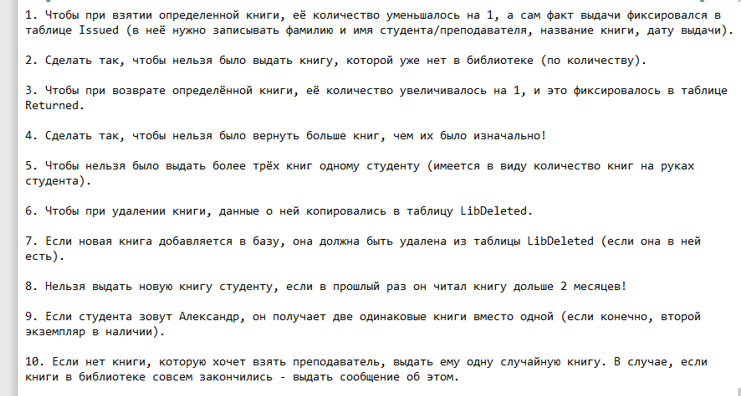 1. Чтобы при взятии определенной книги, её количество уменьшалось на 1, а сам факт выдачи фиксировался в
таблице Issued (в неё нужно записывать фамилию и имя студента/преподавателя, название книги, дату выдачи).
2. Сделать так, чтобы нельзя было выдать книгу, которой уже нет в библиотеке (по количеству).
3. Чтобы при возврате определённой книги, её количество увеличивалось на 1, и это фиксировалось в таблице
Returned.
4. Сделать так, чтобы нельзя было вернуть больше книг, чем их было изначально!
5. Чтобы нельзя было выдать более трёх книг одному студенту (имеется в виду количество книг на руках
студента).
6. Чтобы при удалении книги, данные о ней копировались в таблицу LibDeleted.
7. Если новая книга добавляется в базу, она должна быть удалена из таблицы LibDeleted (если она в ней
есть).
8. Нельзя выдать новую книгу студенту, если в прошлый раз он читал книгу дольше 2 месяцев!
9. Если студента зовут Александр, он получает две одинаковые книги вместо одной (если конечно, второй
экземпляр в наличии).
10. Если нет книги, которую хочет взять преподаватель, выдать ему одну случайную книгу. В случае, если
книги в библиотеке совсем закончились - выдать сообщение об этом.